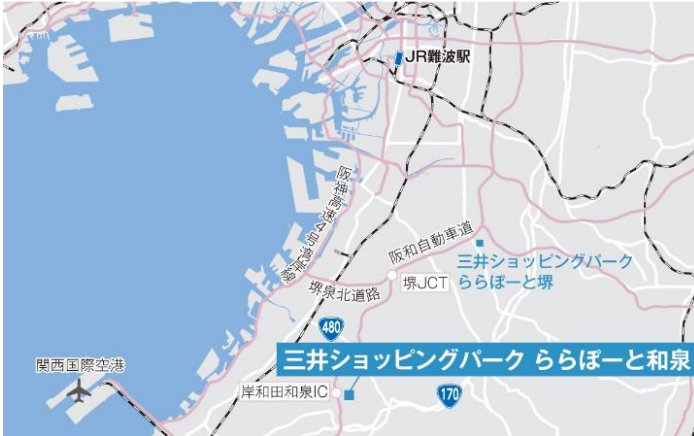 JR難波駅
阪神高速4号湾岸線
阪和自動車道
三井ショッピングパーク
ららぽーと堺
堺JCT
堺泉北道路
480
三井ショッピングパーク ららぽーと和泉
関西国際空港
岸和田和泉IC
170